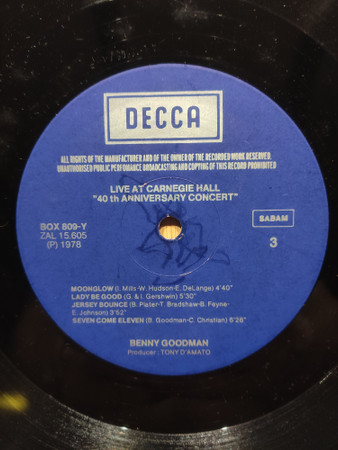 DECCA
ALL RIGHTS OF THE MANUFACTURER AND OF THE OWNER OF THE RECORDED WORK RESERVED.
UNAUTHORISED PUBLIC PERFORMANCE BROADCASTING AND COPYING OF THIS RECORD PROHIBITED
LIVE AT CARNEGIE HALL
"40 th ANNIVERSARY CONCERT"
BOX 809-Y
ZAL 15.605
(P) 1978
SABAM
3
MOONGLOW (I. Mills-W. Hudson-E. DeLange) 4'40"
LADY BE GOOD (G. & I. Gershwin) 5'30"
JERSEY BOUNCE (B. Plater-T. Bradshaw-B. Feyne-
E. Johnson) 3'52"
SEVEN COME ELEVEN (B. Goodman-C. Christian) 6'28"
BENNY GOODMAN
Producer : TONY D'AMATO